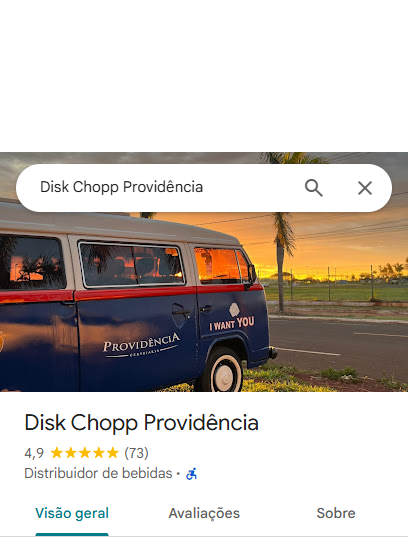 Disk Chopp Providência
I WANT YOU
PROVIDÊNCIA
CERVEJARIA
Disk Chopp Providência
4,9 ★★★★★ (73)
Distribuidor de bebidas ·
Visão geral
Avaliações
Sobre